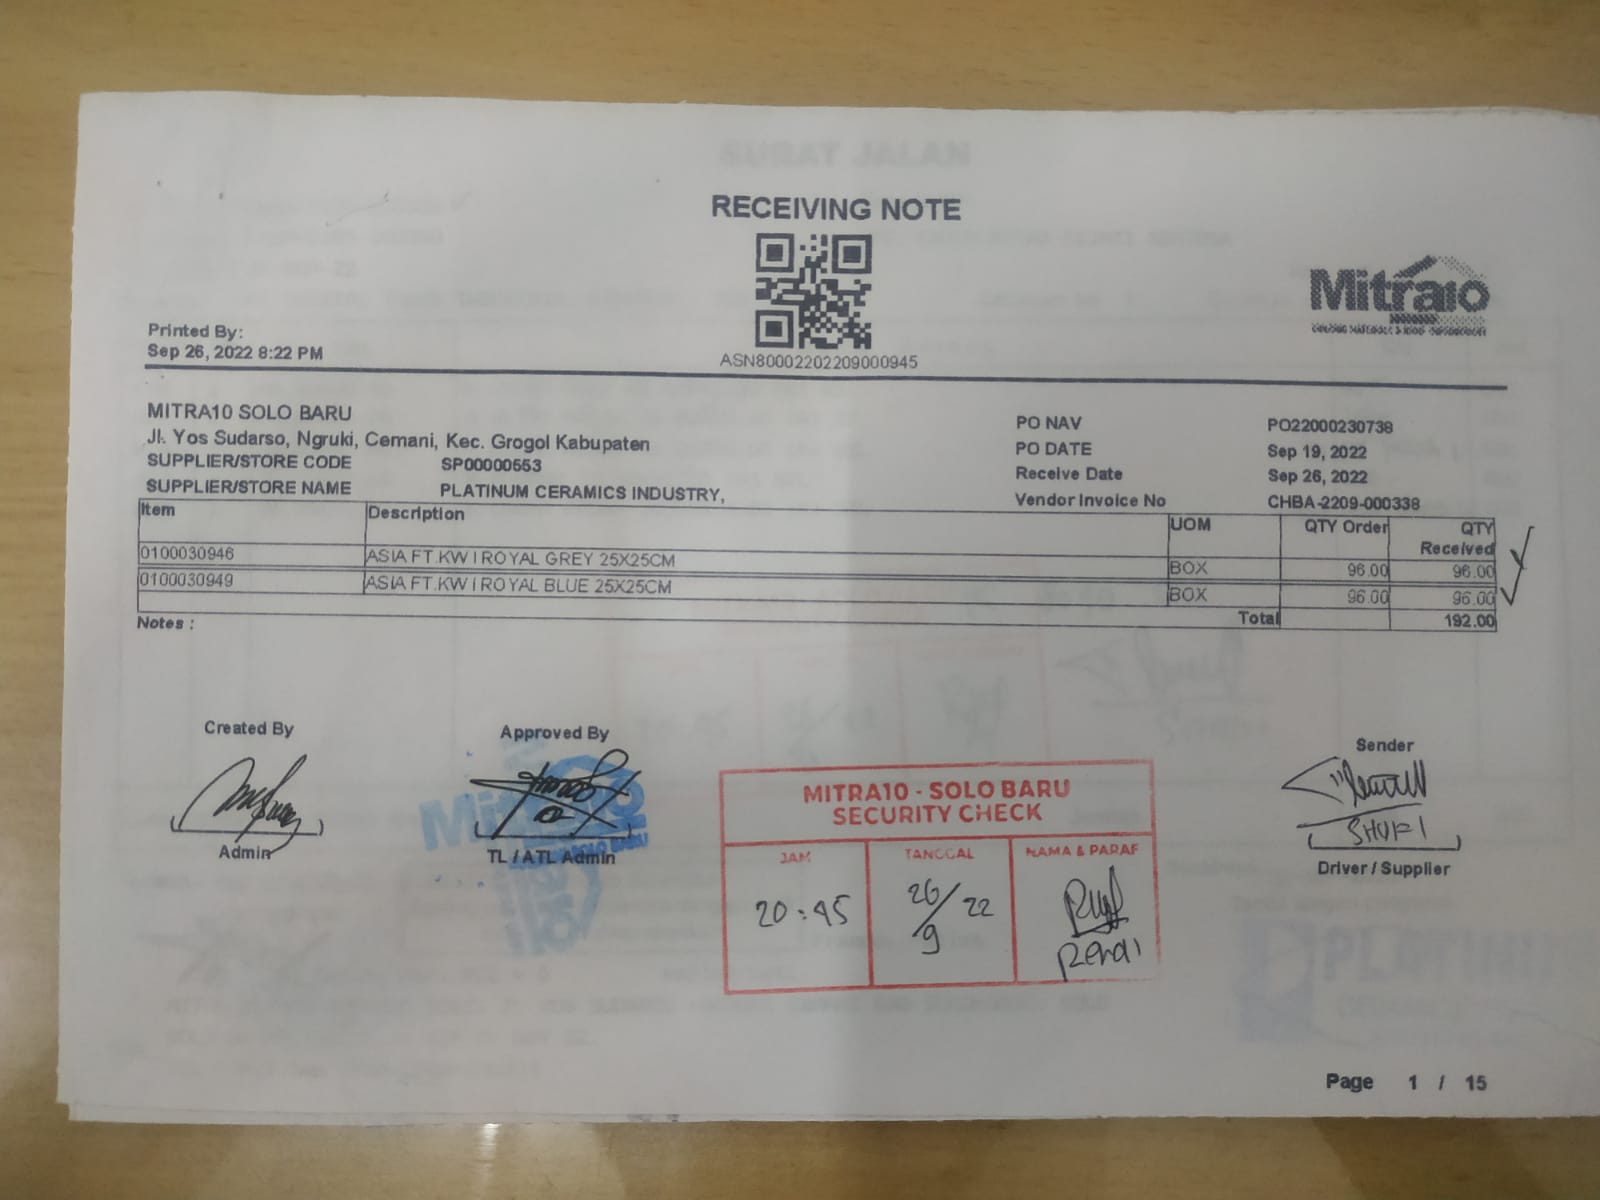 RECEIVING NOTE
Mitra10
Printed By:
Sep 26, 2022 8:22 PM
ASN80002202209000945
MITRA10 SOLO BARU
Jl. Yos Sudarso, Ngruki, Cemani, Kec. Grogol Kabupaten
SUPPLIER/STORE CODE SP00000553
SUPPLIER/STORE NAME PLATINUM CERAMICS INDUSTRY,
PO NAV PO22000230738
PO DATE Sep 19, 2022
Receive Date Sep 26, 2022
Vendor Invoice No CHBA-2209-000338
Item Description UOM QTY Order QTY Received
0100030946 ASIA FT.KW I ROYAL GREY 25X25CM BOX 96.00 96.00
0100030949 ASIA FT.KW I ROYAL BLUE 25X25CM BOX 96.00 96.00
Total 192.00
Notes :
Created By Approved By Sender
SHUFI
Admin TL / ATL Admin Driver / Supplier
MITRA10 - SOLO BARU
SECURITY CHECK
JAM TANGGAL NAMA & PARAF
20:45 26/9 22 Rendi
Page 1 / 15